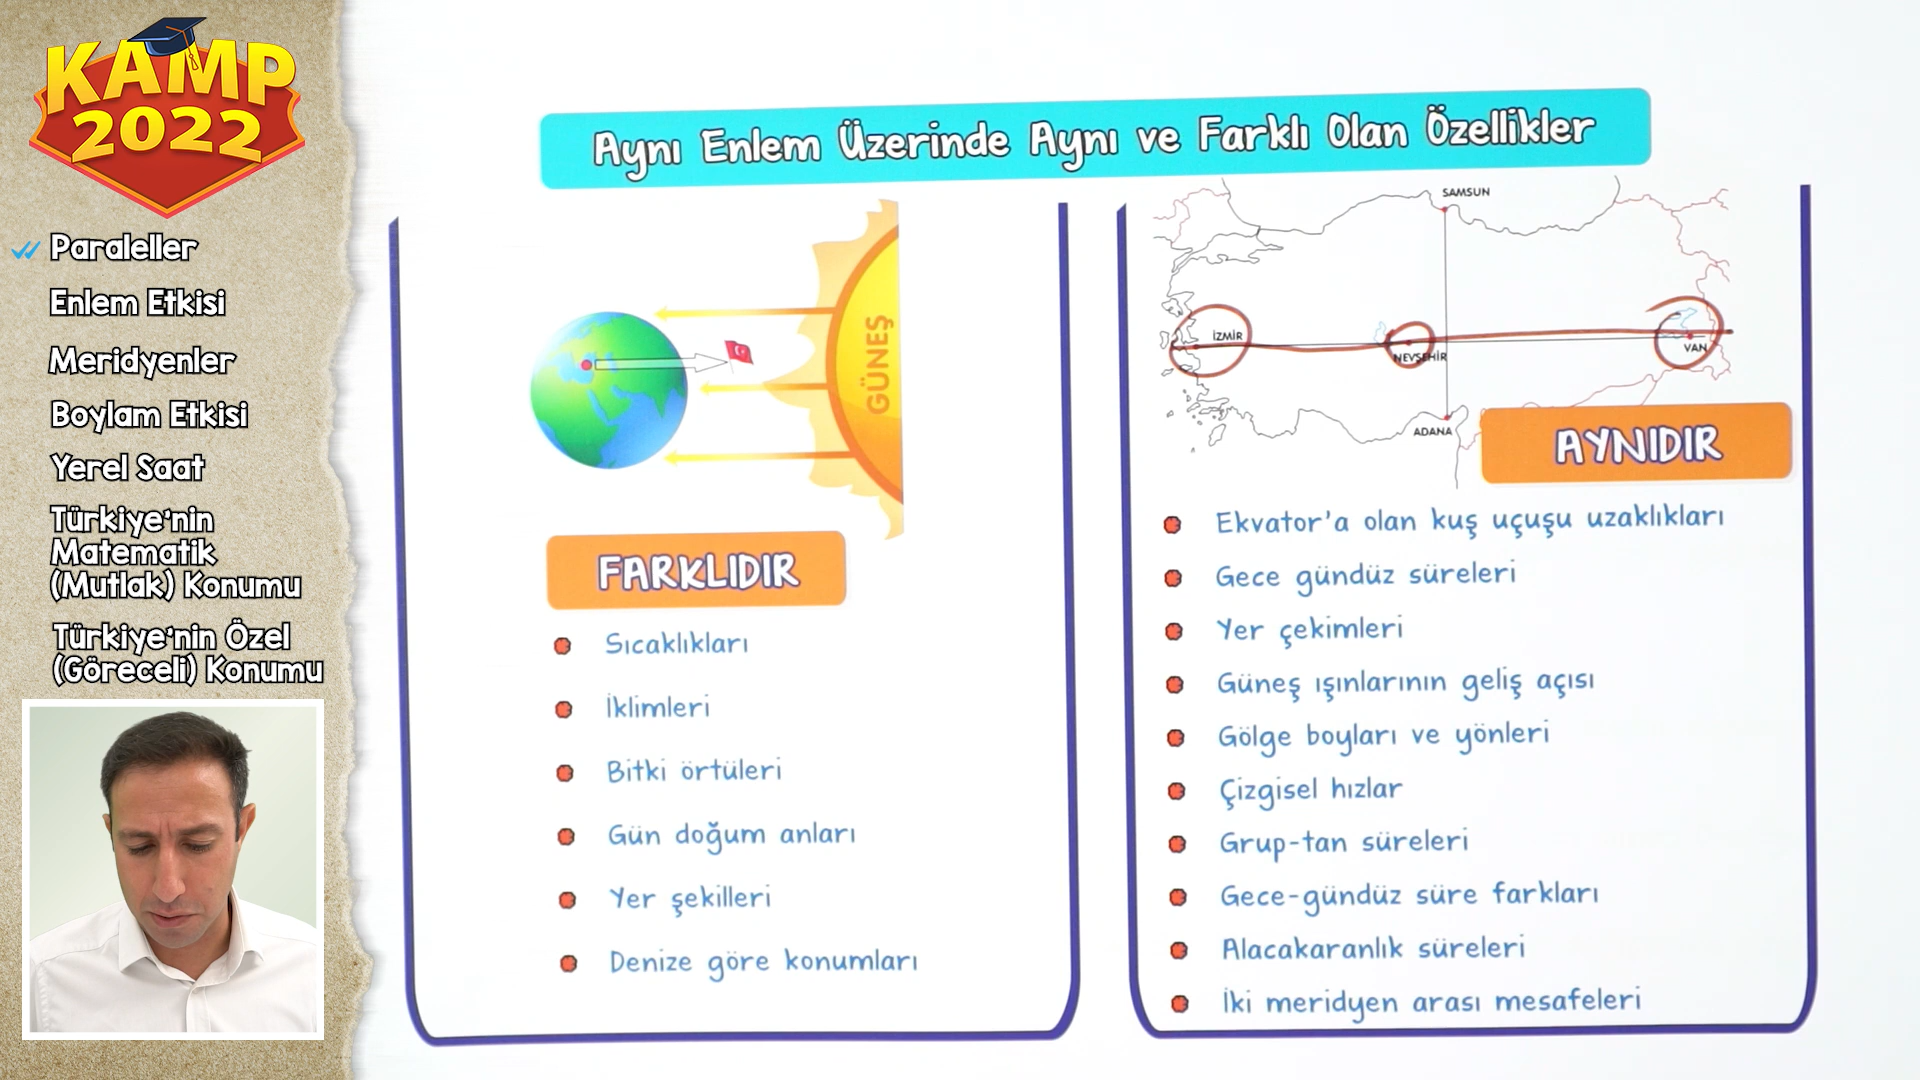 KAMP
2022
Paraleller
Enlem Etkisi
Meridyenler
Boylam Etkisi
Yerel Saat
Türkiye'nin
Matematik
(Mutlak) Konumu
Türkiye'nin Özel
(Göreceli) Konumu
Aynı Enlem Üzerinde Aynı ve Farklı Olan Özellikler
GÜNEŞ
FARKLIDIR
Sıcaklıkları
İklimleri
Bitki örtüleri
Gün doğum anları
Yer şekilleri
Denize göre konumları
SAMSUN
İZMİR
NEVŞEHİR
VAN
ADANA
AYNIDIR
Ekvator'a olan kuş uçuşu uzaklıkları
Gece gündüz süreleri
Yer çekimleri
Güneş ışınlarının geliş açısı
Gölge boyları ve yönleri
Çizgisel hızlar
Grup-tan süreleri
Gece-gündüz süre farkları
Alacakaranlık süreleri
İki meridyen arası mesafeleri